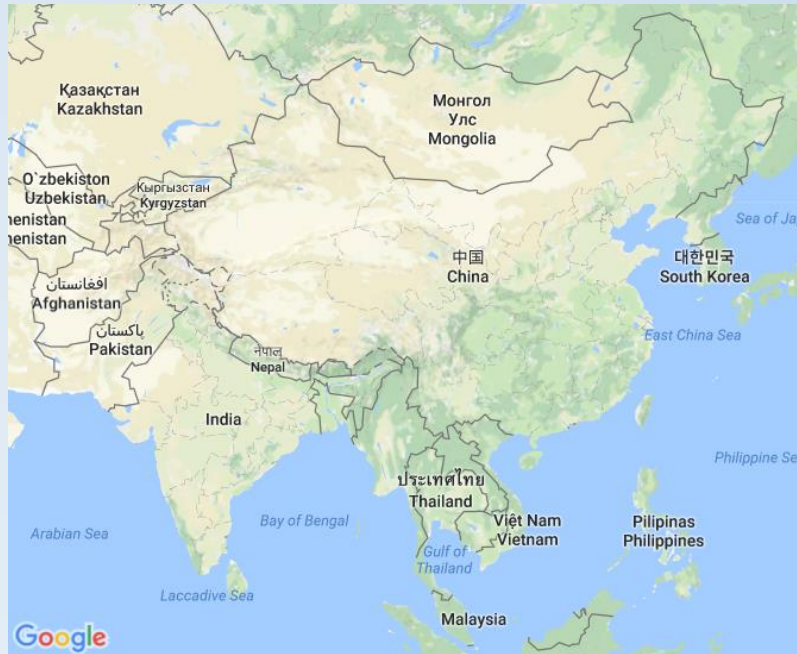 Қазақстан
Kazakhstan
Монгол
Улс
Mongolia
Oʻzbekiston
Uzbekistan
Кыргызстан
Kyrgyzstan
nenistan
nenistan
Sea of Ja
中国
China
대한민국
South Korea
افغانستان
Afghanistan
پاکستان
Pakistan
East China Sea
नेपाल
Nepal
India
Philippine Se
ประเทศไทย
Thailand
Bay of Bengal
Arabian Sea
Việt Nam
Vietnam
Pilipinas
Philippines
Gulf of
Thailand
Laccadive Sea
Malaysia
Google